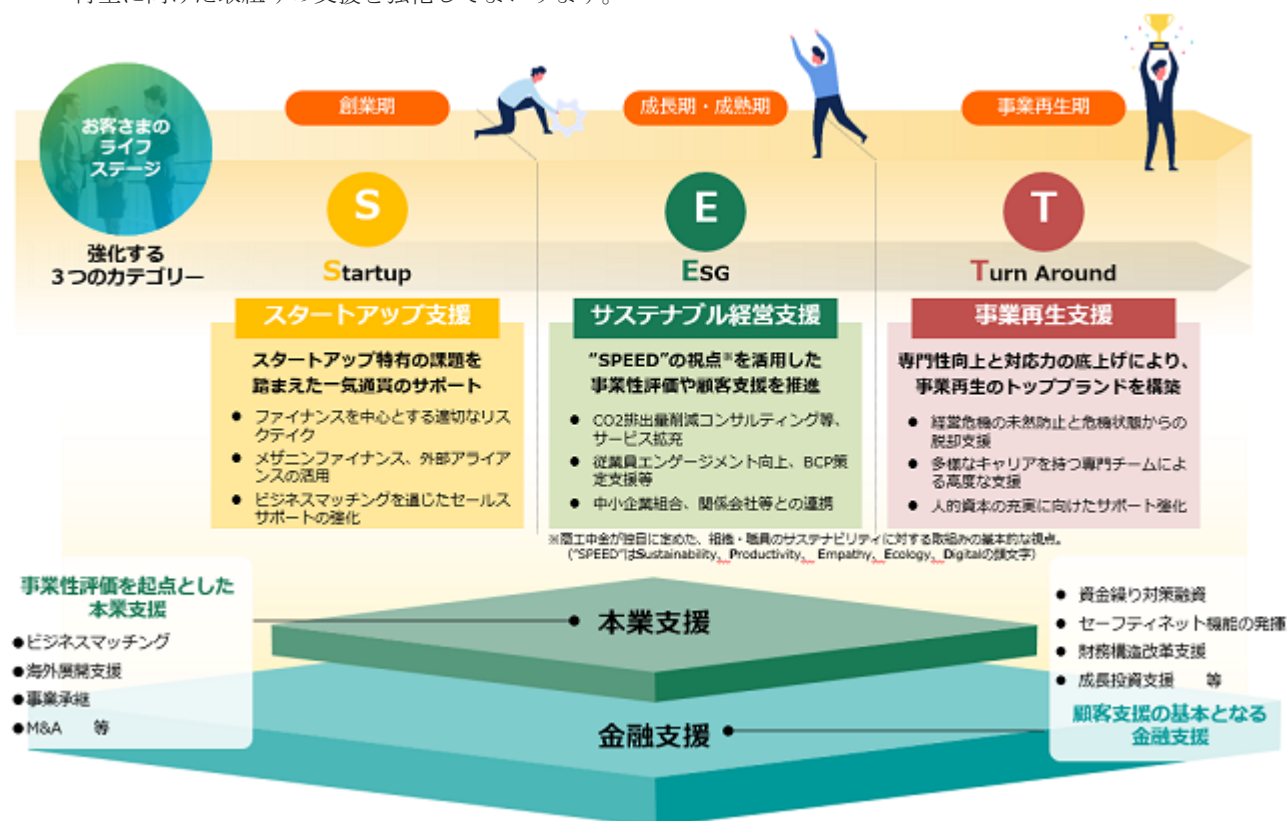 再生に向けた取組みの支援を強化してまいります。
お客さまの
ライフ
ステージ
創業期
成長期・成熟期
事業再生期
強化する
3つのカテゴリー
S
Startup
E
ESG
T
Turn Around
スタートアップ支援
スタートアップ特有の課題を
踏まえた一気通貫のサポート
● ファイナンスを中心とする適切なリス
クテイク
● メザニンファイナンス、外部アライア
ンスの活用
● ビジネスマッチングを通じたセールス
サポートの強化
サステナブル経営支援
“SPEED”の視点※を活用した
事業性評価や顧客支援を推進
● CO2排出量削減コンサルティング等、
サービス拡充
● 従業員エンゲージメント向上、BCP策
定支援等
● 中小企業組合、関係会社等との連携
事業再生支援
専門性向上と対応力の底上げにより、
事業再生のトップブランドを構築
● 経営危機の未然防止と危機状態からの
脱却支援
● 多様なキャリアを持つ専門チームによ
る高度な支援
● 人的資本の充実に向けたサポート強化
※商工中金が独自に定めた、組織・職員のサステナビリティに対する取組みの基本的な視点。
(“SPEED”はSustainability、Productivity、 Empathy、Ecology、Digitalの頭文字)
事業性評価を起点とした
本業支援
●ビジネスマッチング
●海外展開支援
●事業承継
●M&A 等
本業支援
金融支援
● 資金繰り対策融資
● セーフティネット機能の発揮
● 財務構造改革支援
● 成長投資支援 等
顧客支援の基本となる
金融支援